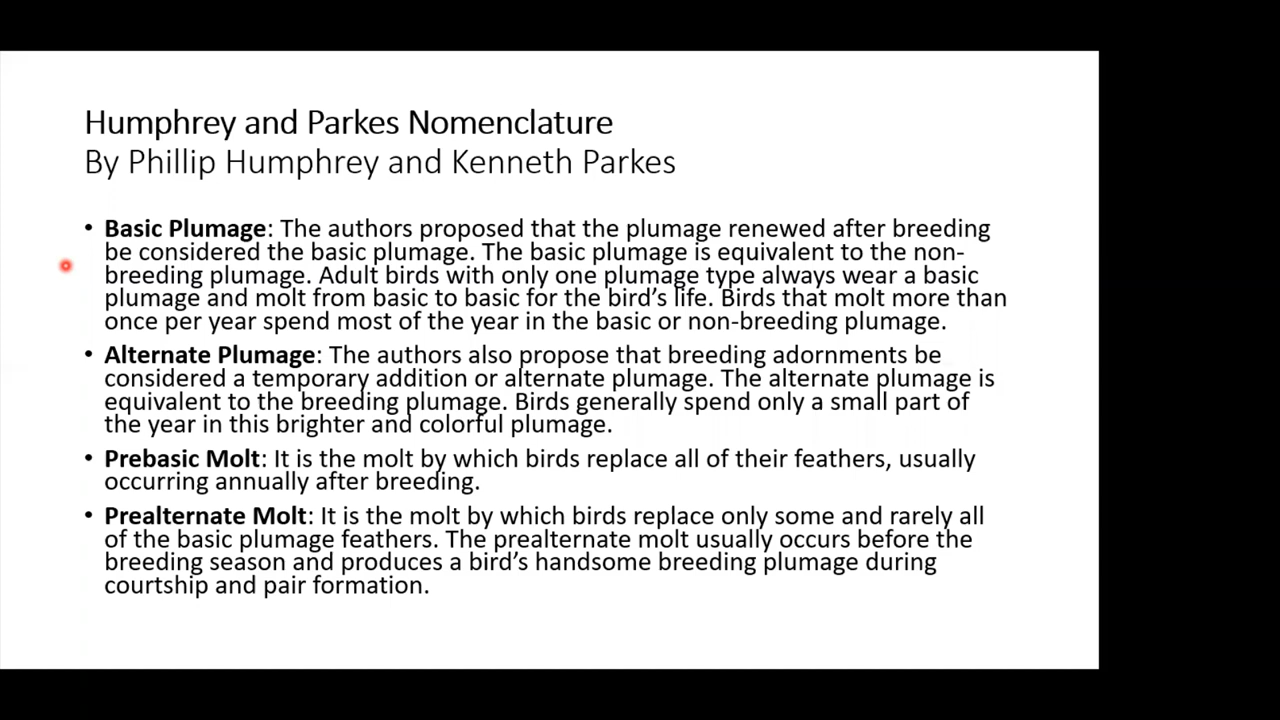 Humphrey and Parkes Nomenclature
By Phillip Humphrey and Kenneth Parkes
• Basic Plumage: The authors proposed that the plumage renewed after breeding
be considered the basic plumage. The basic plumage is equivalent to the non-
breeding plumage. Adult birds with only one plumage type always wear a basic
plumage and molt from basic to basic for the bird's life. Birds that molt more than
once per year spend most of the year in the basic or non-breeding plumage.
• Alternate Plumage: The authors also propose that breeding adornments be
considered a temporary addition or alternate plumage. The alternate plumage is
equivalent to the breeding plumage. Birds generally spend only a small part of
the year in this brighter and colorful plumage.
• Prebasic Molt: It is the molt by which birds replace all of their feathers, usually
occurring annually after breeding.
• Prealternate Molt: It is the molt by which birds replace only some and rarely all
of the basic plumage feathers. The prealternate molt usually occurs before the
breeding season and produces a bird's handsome breeding plumage during
courtship and pair formation.